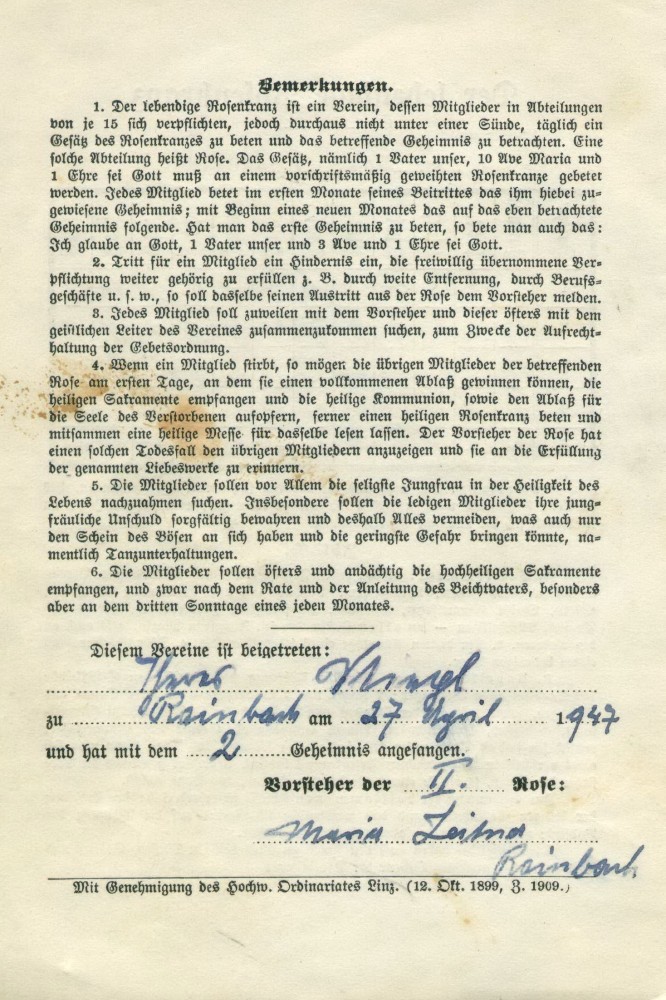 Bemerkungen.
1. Der lebendige Rosenkranz ist ein Verein, dessen Mitglieder in Abteilungen
von je 15 sich verpflichten, jedoch durchaus nicht unter einer Sünde, täglich ein
Gesätz des Rosenkranzes zu beten und das betreffende Geheimnis zu betrachten. Eine
solche Abteilung heißt Rose. Das Gesätz, nämlich 1 Vater unser, 10 Ave Maria und
1 Ehre sei Gott muß an einem vorschriftsmäßig geweihten Rosenkranze gebetet
werden. Jedes Mitglied betet im ersten Monate seines Beitrittes das ihm hiebei zu-
gewiesene Geheimnis; mit Beginn eines neuen Monates das auf das eben betrachtete
Geheimnis folgende. Hat man das erste Geheimnis zu beten, so bete man auch das:
Ich glaube an Gott, 1 Vater unser und 3 Ave und 1 Ehre sei Gott.
2. Tritt für ein Mitglied ein Hindernis ein, die freiwillig übernommene Ver-
pflichtung weiter gehörig zu erfüllen z. B. durch weite Entfernung, durch Berufs-
geschäfte u. s. w., so soll dasselbe seinen Austritt aus der Rose dem Vorsteher melden.
3. Jedes Mitglied soll zuweilen mit dem Vorsteher und dieser öfters mit dem
geistlichen Leiter des Vereines zusammenzukommen suchen, zum Zwecke der Aufrecht-
haltung der Gebetsordnung.
4. Wenn ein Mitglied stirbt, so mögen die übrigen Mitglieder der betreffenden
Rose am ersten Tage, an dem sie einen vollkommenen Ablaß gewinnen können, die
heiligen Sakramente empfangen und die heilige Kommunion, sowie den Ablaß für
die Seele des Verstorbenen aufopfern, ferner einen heiligen Rosenkranz beten und
mitsammen eine heilige Messe für dasselbe lesen lassen. Der Vorsteher der Rose hat
einen solchen Todesfall den übrigen Mitgliedern anzuzeigen und sie an die Erfüllung
der genannten Liebeswerke zu erinnern.
5. Die Mitglieder sollen vor Allem die seligste Jungfrau in der Heiligkeit des
Lebens nachzuahmen suchen. Insbesondere sollen die ledigen Mitglieder ihre jung-
fräuliche Unschuld sorgfältig bewahren und deshalb Alles vermeiden, was auch nur
den Schein des Bösen an sich haben und die geringste Gefahr bringen könnte, na-
mentlich Tanzunterhaltungen.
6. Die Mitglieder sollen öfters und andächtig die hochheiligen Sakramente
empfangen, und zwar nach dem Rate und der Anleitung des Beichtvaters, besonders
aber an dem dritten Sonntage eines jeden Monates.
Diesem Vereine ist beigetreten:
zu Rainbach am 27 April 1947
und hat mit dem 2 Geheimnis angefangen.
Vorsteher der II. Rose:
Maria
Rainbach
Mit Genehmigung des Hochw. Ordinariates Linz. (12. Okt. 1899, Z. 1909.)